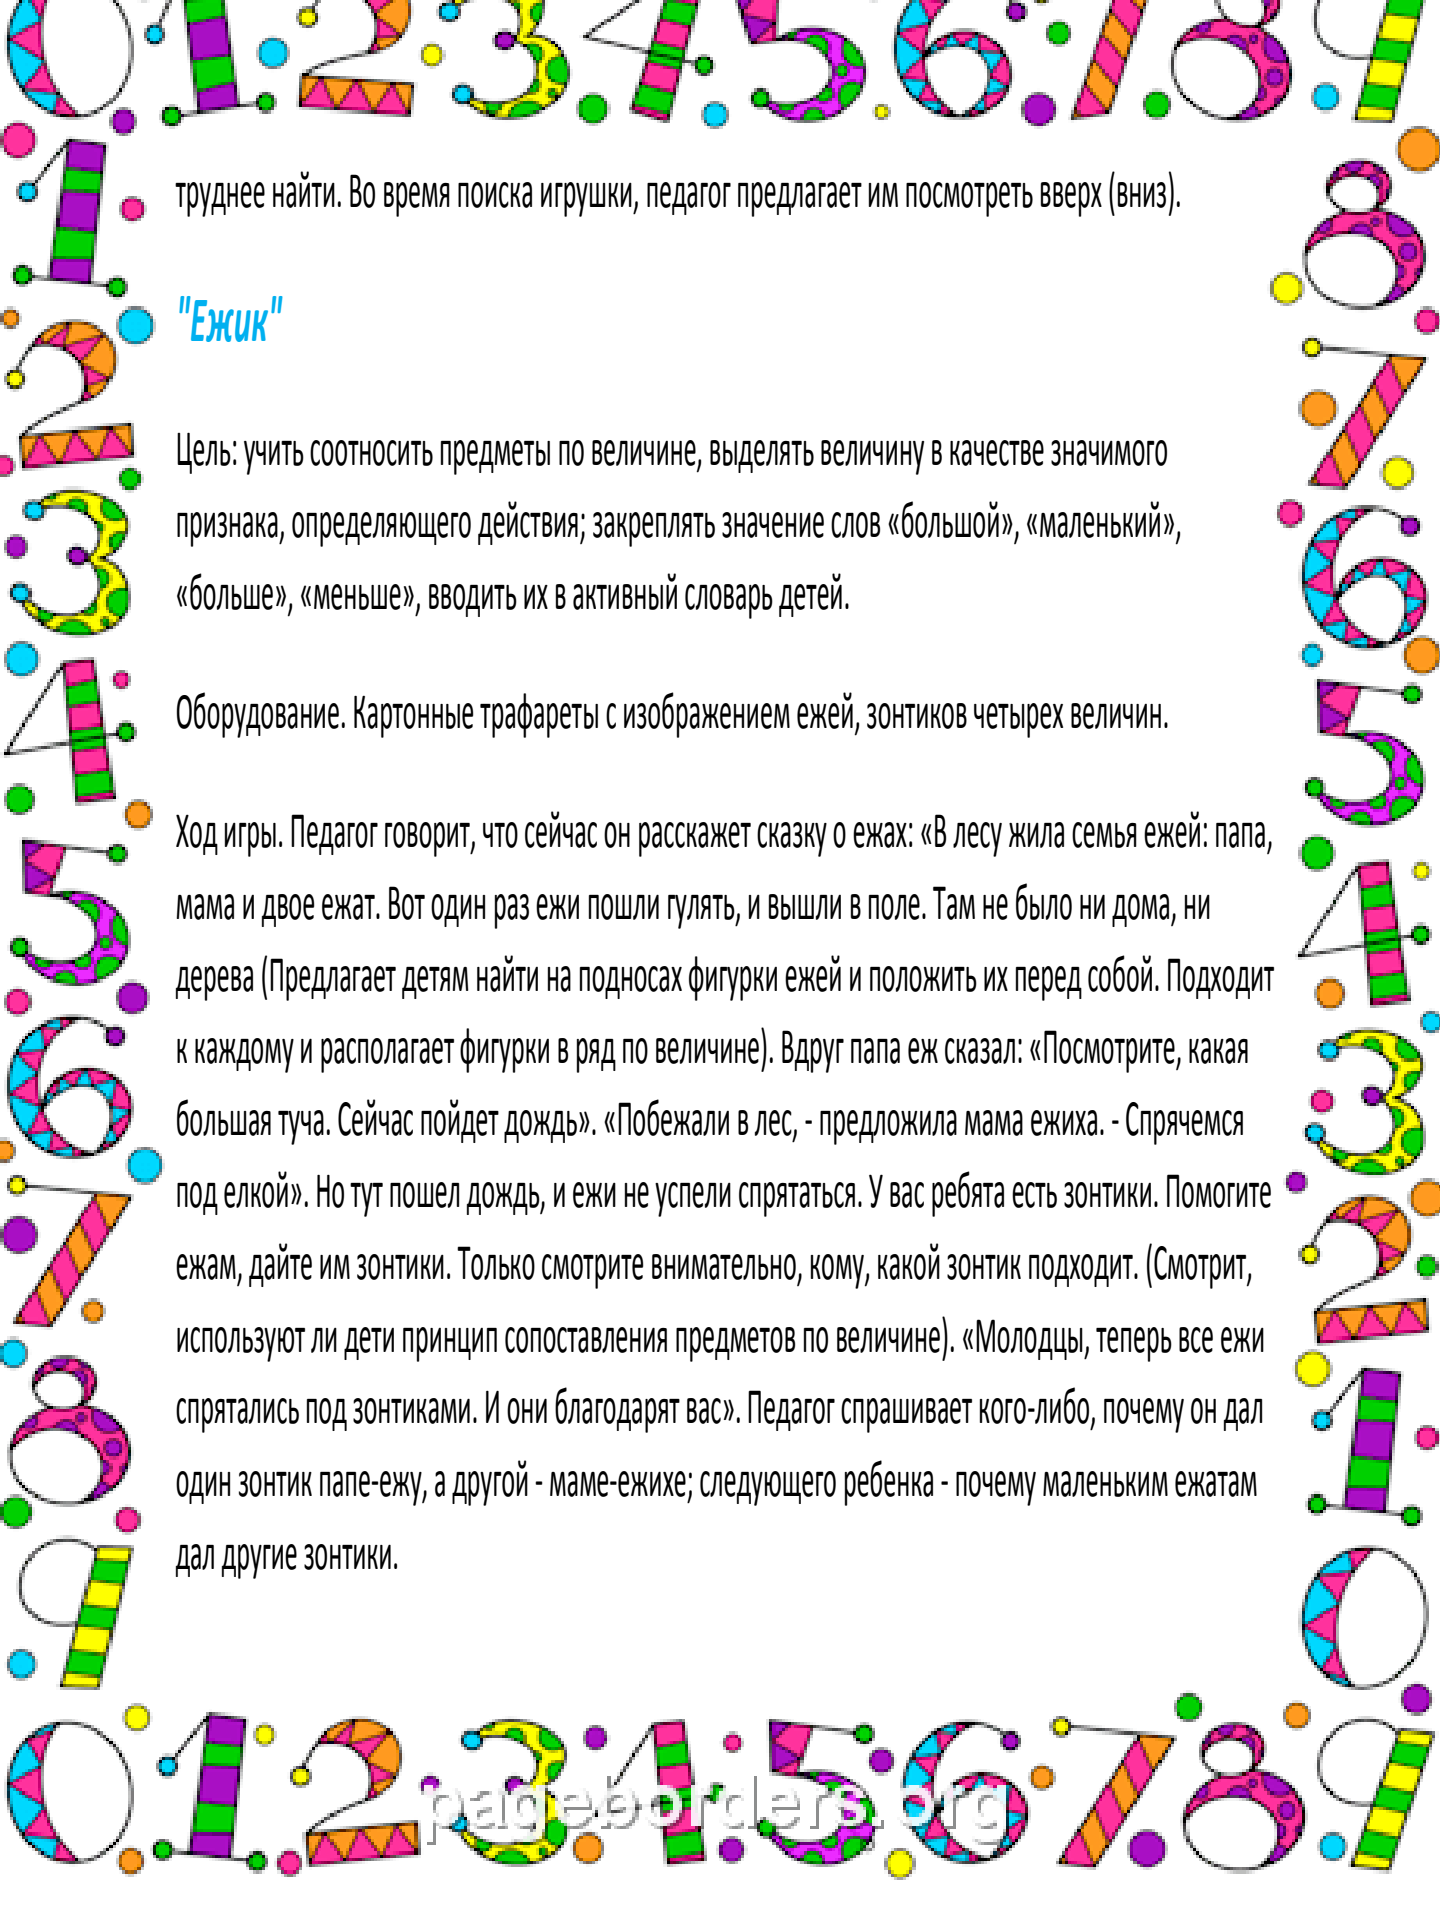 труднее найти. Во время поиска игрушки, педагог предлагает им посмотреть вверх (вниз).
"Ежик"
Цель: учить соотносить предметы по величине, выделять величину в качестве значимого
признака, определяющего действия; закреплять значение слов «большой», «маленький»,
«больше», «меньше», вводить их в активный словарь детей.
Оборудование. Картонные трафареты с изображением ежей, зонтиков четырех величин.
Ход игры. Педагог говорит, что сейчас он расскажет сказку о ежах: «В лесу жила семья ежей: папа,
мама и двое ежат. Вот один раз ежи пошли гулять, и вышли в поле. Там не было ни дома, ни
дерева (Предлагает детям найти на подносах фигурки ежей и положить их перед собой. Подходит
к каждому и располагает фигурки в ряд по величине). Вдруг папа еж сказал: «Посмотрите, какая
большая туча. Сейчас пойдет дождь». «Побежали в лес, - предложила мама ежиха. - Спрячемся
под елкой». Но тут пошел дождь, и ежи не успели спрятаться. У вас ребята есть зонтики. Помогите
ежам, дайте им зонтики. Только смотрите внимательно, кому, какой зонтик подходит. (Смотрит,
используют ли дети принцип сопоставления предметов по величине). «Молодцы, теперь все ежи
спрятались под зонтиками. И они благодарят вас». Педагог спрашивает кого-либо, почему он дал
один зонтик папе-ежу, а другой - маме-ежихе; следующего ребенка - почему маленьким ежатам
дал другие зонтики.
pageborders.org